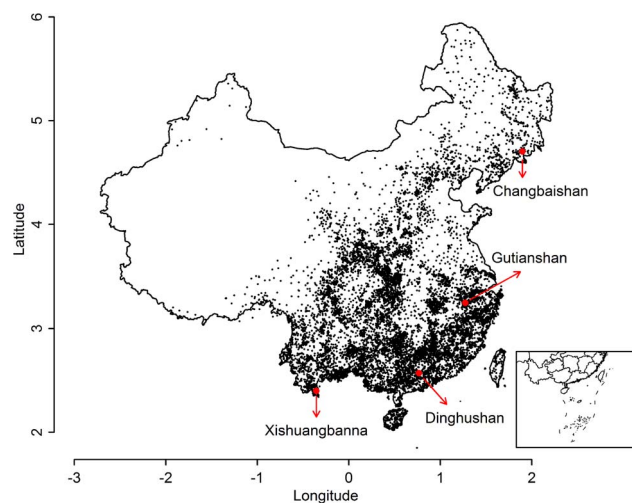 6
5
Changbaishan
4
Latitude
Gutianshan
3
Dinghushan
Xishuangbanna
2
-3 -2 -1 0 1 2
Longitude